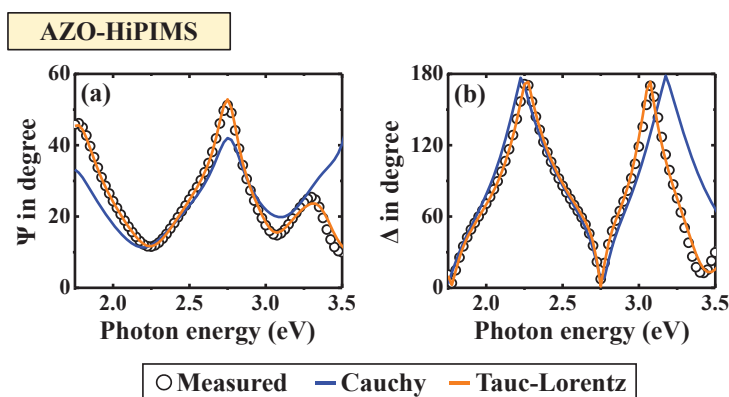 AZO-HiPIMS
60
(a)
40
20
0
Ψ in degree
2.0 2.5 3.0 3.5
Photon energy (eV)
180
(b)
120
60
0
Δ in degree
2.0 2.5 3.0 3.5
Photon energy (eV)
Measured Cauchy Tauc-Lorentz